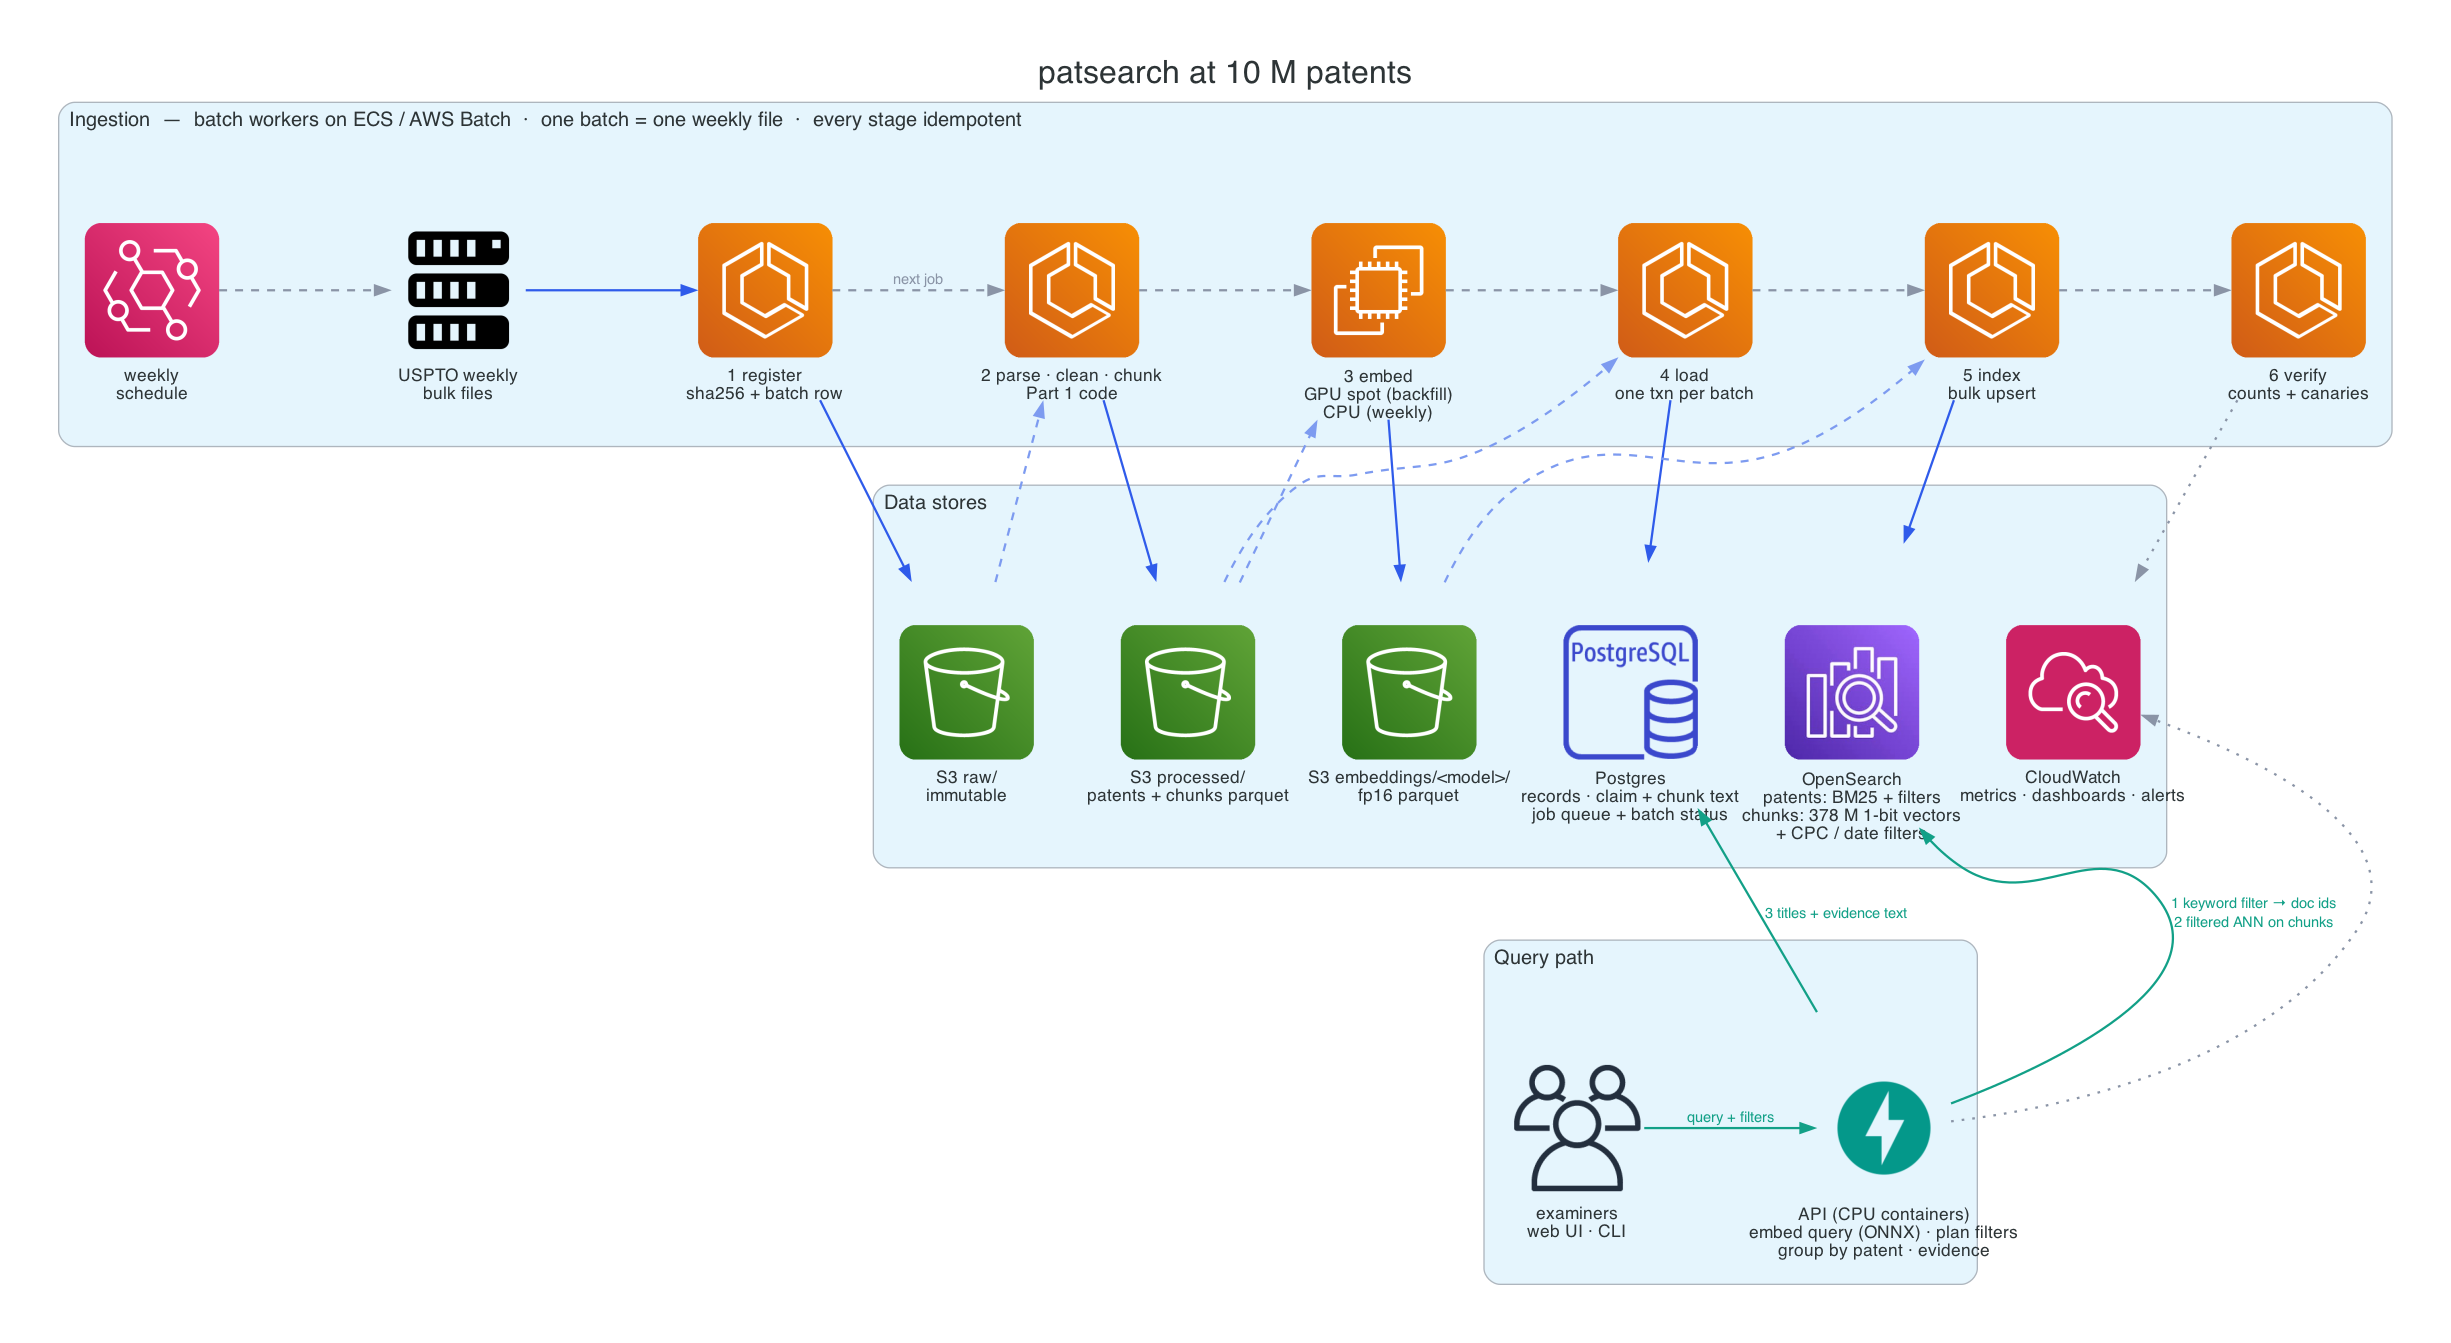 patsearch at 10 M patents
Ingestion — batch workers on ECS / AWS Batch · one batch = one weekly file · every stage idempotent
next job
weekly
schedule
USPTO weekly
bulk files
1 register
sha256 + batch row
2 parse · clean · chunk
Part 1 code
3 embed
GPU spot (backfill)
CPU (weekly)
4 load
one txn per batch
5 index
bulk upsert
6 verify
counts + canaries
Data stores
PostgreSQL
S3 raw/
immutable
S3 processed/
patents + chunks parquet
S3 embeddings/<model>/
fp16 parquet
Postgres
records · claim + chunk text
job queue + batch status
OpenSearch
patents: BM25 + filters
chunks: 378 M 1-bit vectors
+ CPC / date filters
CloudWatch
metrics · dashboards · alerts
3 titles + evidence text
1 keyword filter → doc ids
2 filtered ANN on chunks
Query path
query + filters
examiners
web UI · CLI
API (CPU containers)
embed query (ONNX) · plan filters
group by patent · evidence